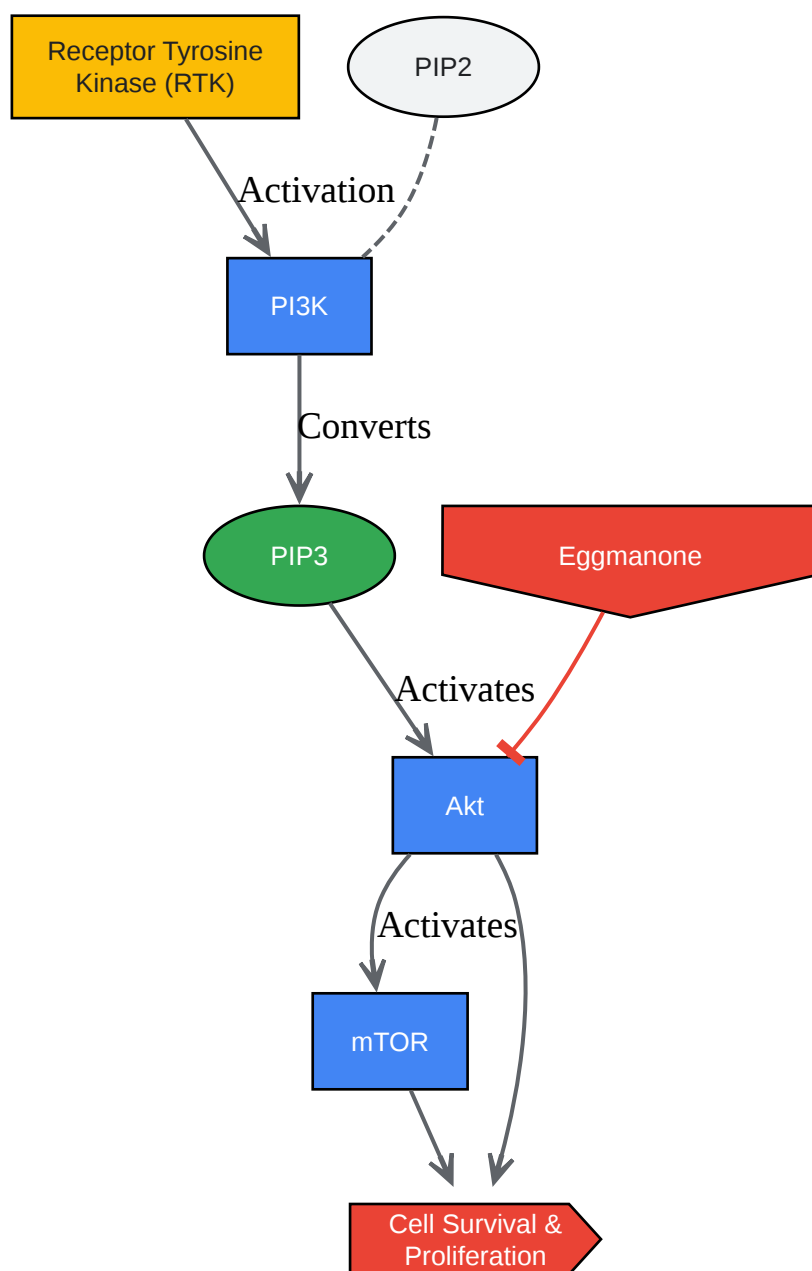 Receptor Tyrosine
Kinase (RTK)
PIP2
Activation
PI3K
Converts
PIP3
Eggmanone
Activates
Akt
Activates
mTOR
Cell Survival &
Proliferation